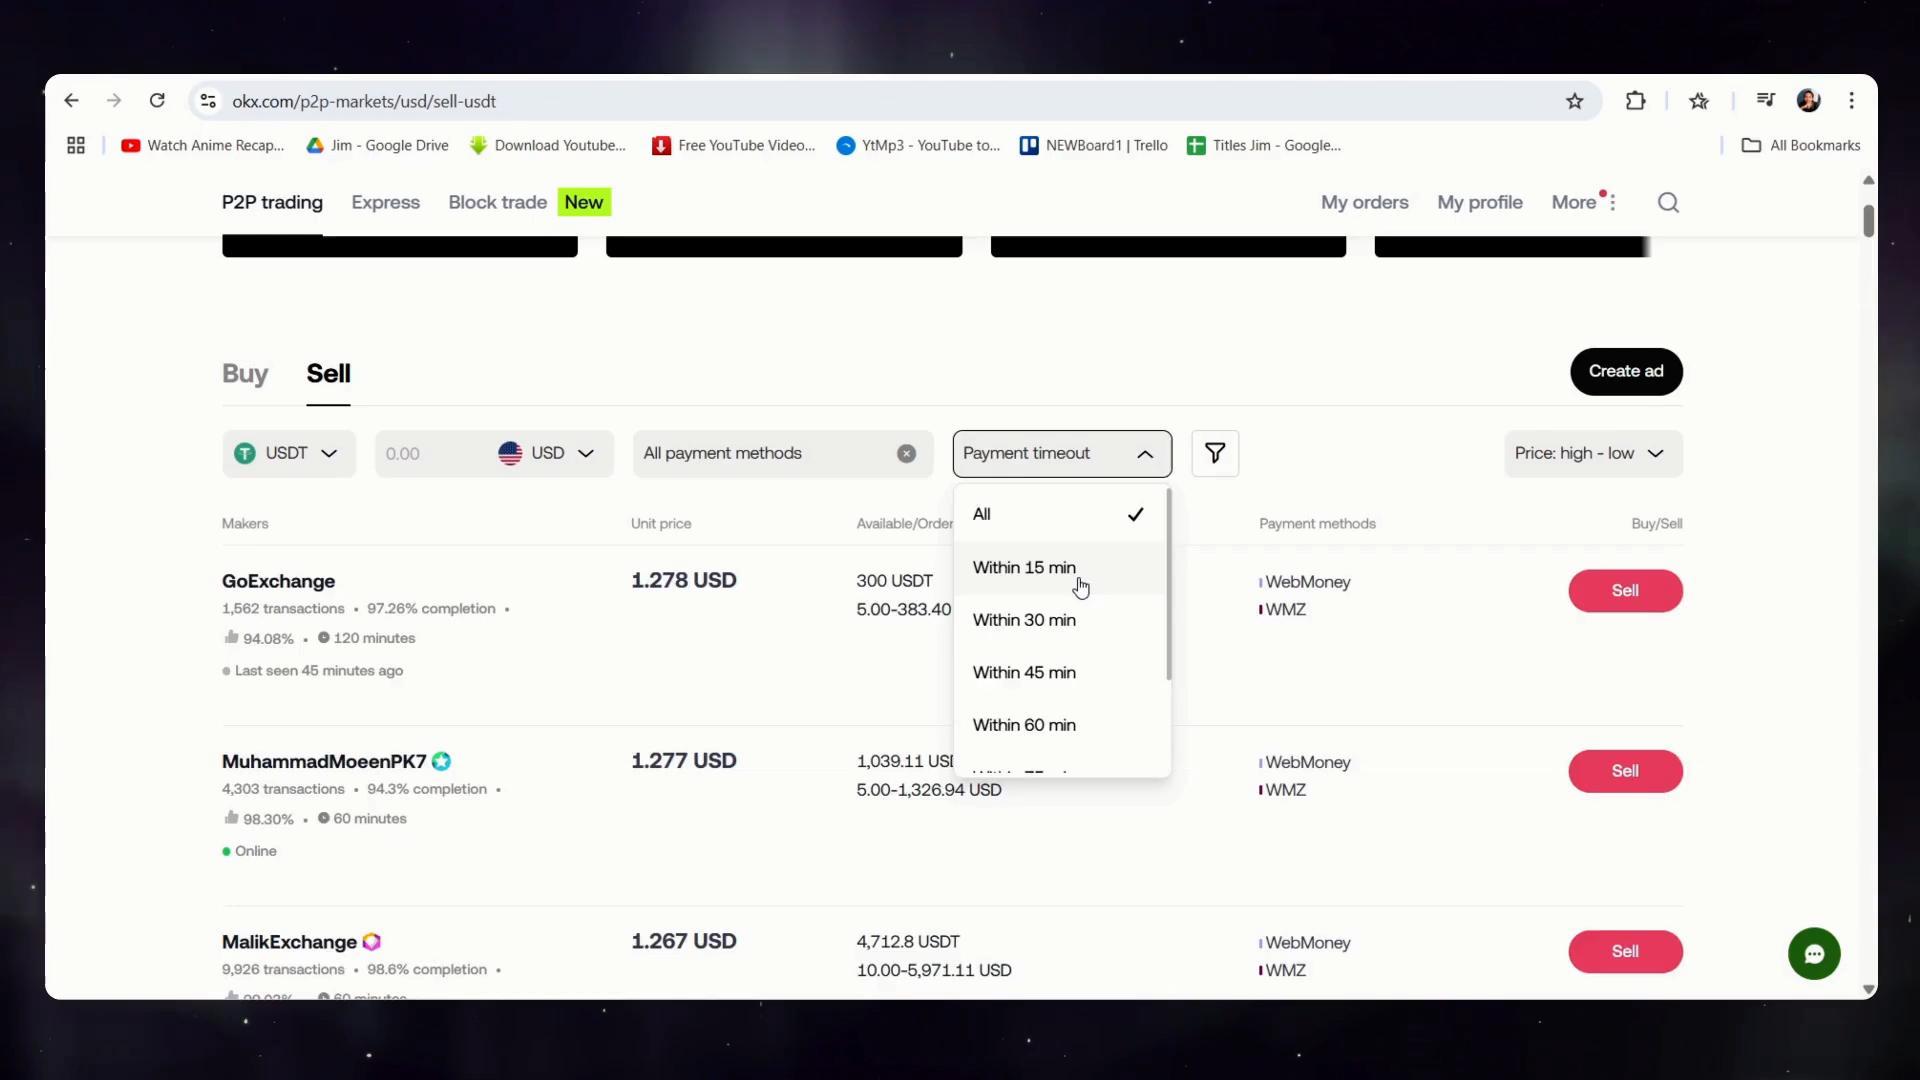 okx.com/p2p-markets/usd/sell-usdt
Watch Anime Recap... Jim - Google Drive Download Youtube... Free YouTube Video... YtMp3 - YouTube to... NEWBoard1 | Trello Titles Jim - Google... All Bookmarks
P2P trading Express Block trade New My orders My profile More
Buy Sell Create ad
USDT 0.00 USD All payment methods Payment timeout Price: high - low
Makers Unit price Available/Order Payment methods Buy/Sell
All
Within 15 min
Within 30 min
Within 45 min
Within 60 min
GoExchange 1.278 USD 300 USDT WebMoney Sell
1,562 transactions • 97.26% completion • 5.00-383.40 WMZ
94.08% • 120 minutes
Last seen 45 minutes ago
MuhammadMoeenPK7 1.277 USD 1,039.11 USD WebMoney Sell
4,303 transactions • 94.3% completion • 5.00-1,326.94 USD WMZ
98.30% • 60 minutes
Online
MalikExchange 1.267 USD 4,712.8 USDT WebMoney Sell
9,926 transactions • 98.6% completion • 10.00-5,971.11 USD WMZ